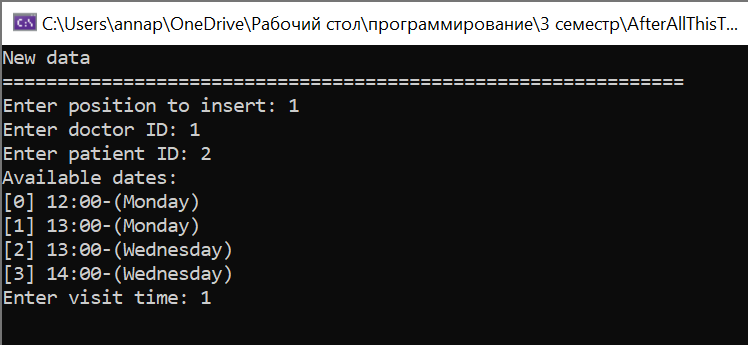 C:\Users\annap\OneDrive\Рабочий стол\программирование\3 семестр\AfterAllThisT...
New data
==============================================================
Enter position to insert: 1
Enter doctor ID: 1
Enter patient ID: 2
Available dates:
[0] 12:00-(Monday)
[1] 13:00-(Monday)
[2] 13:00-(Wednesday)
[3] 14:00-(Wednesday)
Enter visit time: 1